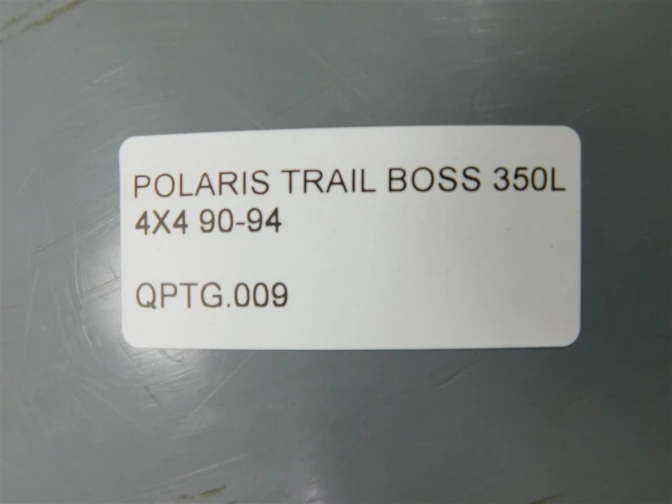 POLARIS TRAIL BOSS 350L
4X4 90-94
QPTG.009